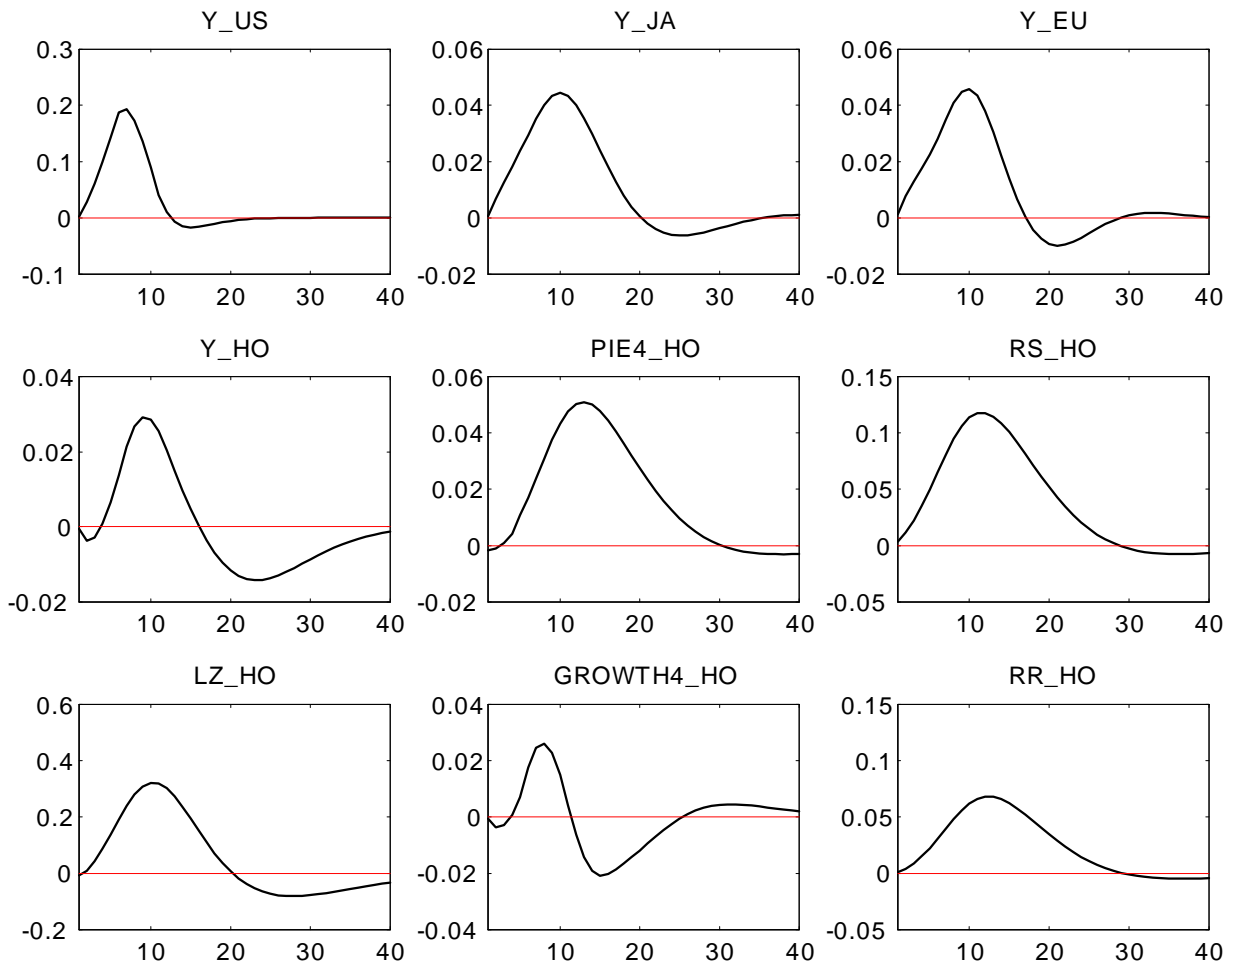 Y_US Y_JA Y_EU
0.3 0.06 0.06
0.2 0.04 0.04
0.1 0.02 0.02
0 0 0
-0.1 -0.02 -0.02
10 20 30 40 10 20 30 40 10 20 30 40
Y_HO PIE4_HO RS_HO
0.04 0.06 0.15
0.04 0.1
0.02 0.02 0.05
0 0 0
-0.02 -0.02 -0.05
10 20 30 40 10 20 30 40 10 20 30 40
LZ_HO GROWTH4_HO RR_HO
0.6 0.04 0.15
0.4 0.02 0.1
0.2 0 0.05
0 -0.02 0
-0.2 -0.04 -0.05
10 20 30 40 10 20 30 40 10 20 30 40